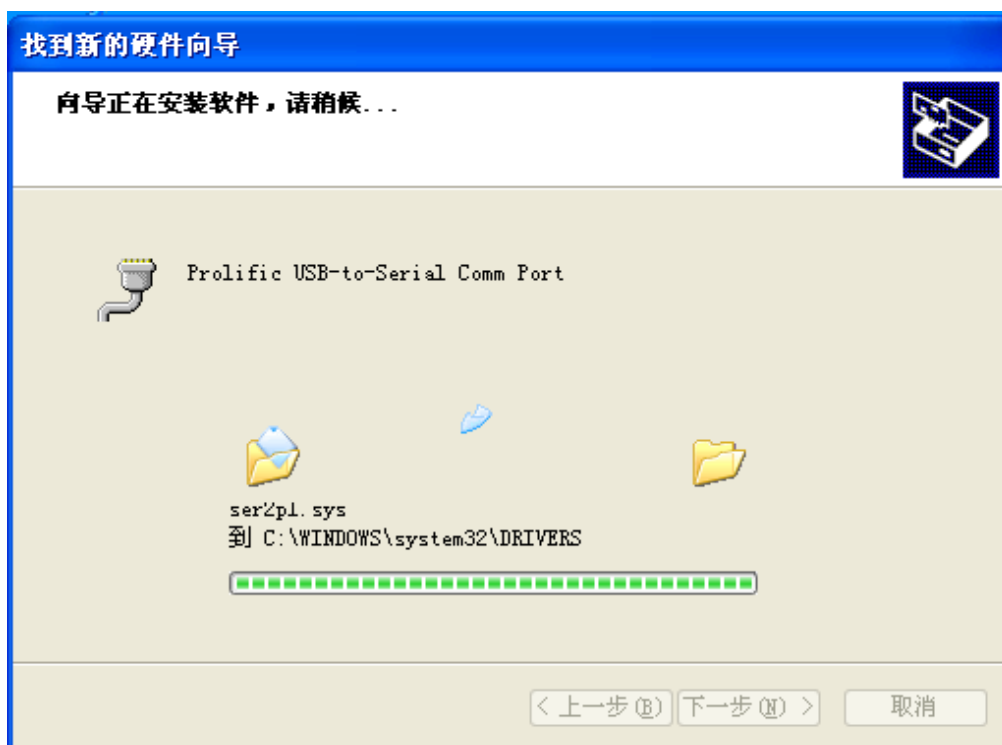 找到新的硬件向导
向导正在安装软件，请稍候...
Prolific USB-to-Serial Comm Port
ser2pl.sys
到 C:\WINDOWS\system32\DRIVERS
< 上一步(B) 下一步(N) > 取消